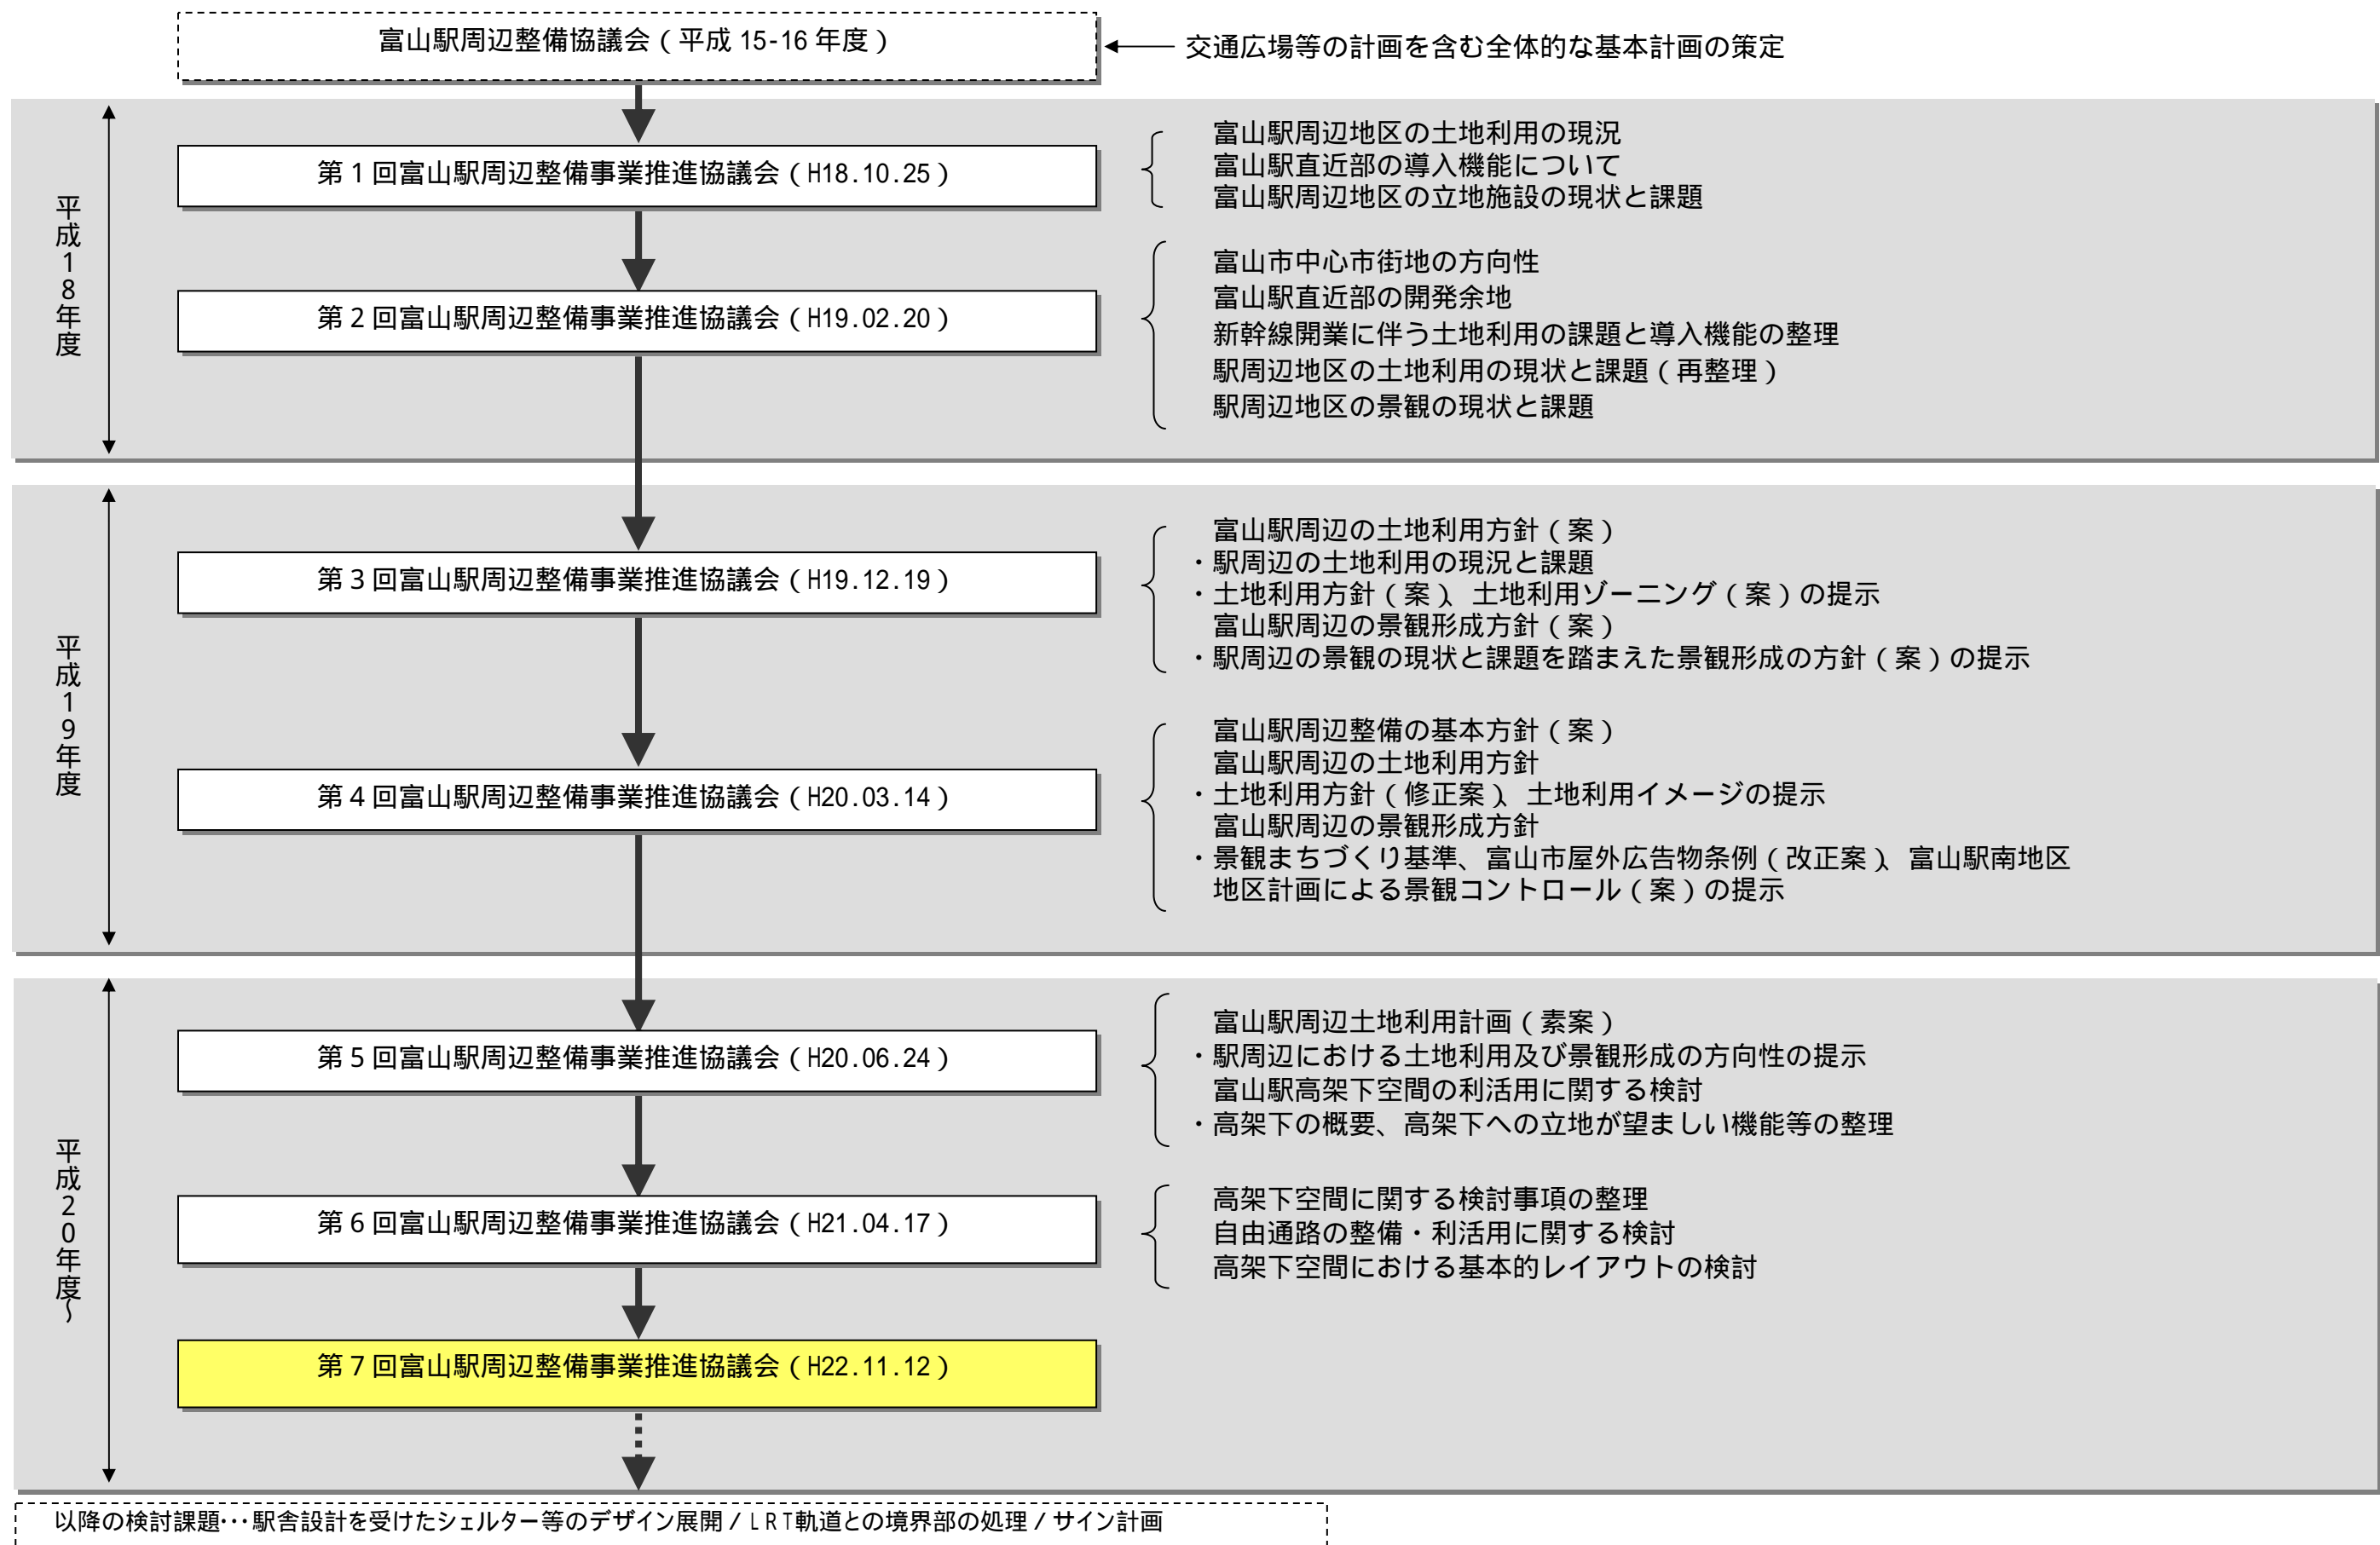 富山駅周辺整備協議会（平成 15-16 年度）
交通広場等の計画を含む全体的な基本計画の策定
平成１８年度
第１回富山駅周辺整備事業推進協議会（H18.10.25）
富山駅周辺地区の土地利用の現況
富山駅直近部の導入機能について
富山駅周辺地区の立地施設の現状と課題
第２回富山駅周辺整備事業推進協議会（H19.02.20）
富山市中心市街地の方向性
富山駅直近部の開発余地
新幹線開業に伴う土地利用の課題と導入機能の整理
駅周辺地区の土地利用の現状と課題（再整理）
駅周辺地区の景観の現状と課題
平成１９年度
第３回富山駅周辺整備事業推進協議会（H19.12.19）
富山駅周辺の土地利用方針（案）
・駅周辺の土地利用の現況と課題
・土地利用方針（案）、土地利用ゾーニング（案）の提示
富山駅周辺の景観形成方針（案）
・駅周辺の景観の現状と課題を踏まえた景観形成の方針（案）の提示
第４回富山駅周辺整備事業推進協議会（H20.03.14）
富山駅周辺整備の基本方針（案）
富山駅周辺の土地利用方針
・土地利用方針（修正案）、土地利用イメージの提示
富山駅周辺の景観形成方針
・景観まちづくり基準、富山市屋外広告物条例（改正案）、富山駅南地区
地区計画による景観コントロール（案）の提示
平成２０年度～
第５回富山駅周辺整備事業推進協議会（H20.06.24）
富山駅周辺土地利用計画（素案）
・駅周辺における土地利用及び景観形成の方向性の提示
富山駅高架下空間の利活用に関する検討
・高架下の概要、高架下への立地が望ましい機能等の整理
第６回富山駅周辺整備事業推進協議会（H21.04.17）
高架下空間に関する検討事項の整理
自由通路の整備・利活用に関する検討
高架下空間における基本的レイアウトの検討
第７回富山駅周辺整備事業推進協議会（H22.11.12）
以降の検討課題･･･駅舎設計を受けたシェルター等のデザイン展開 / ＬＲＴ軌道との境界部の処理 / サイン計画